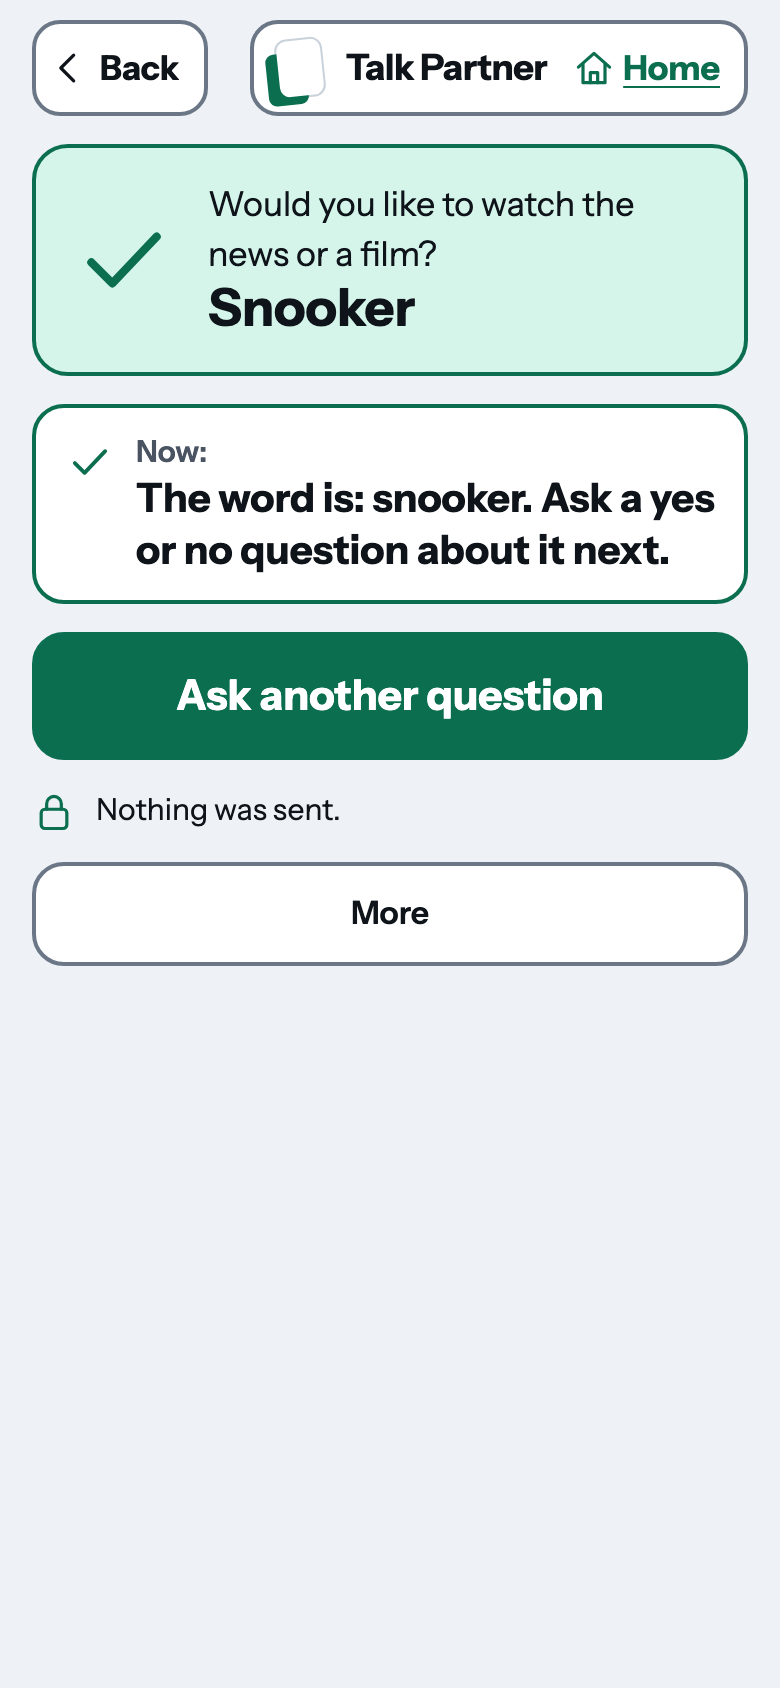 Back
Talk Partner
Home
Would you like to watch the
news or a film?
Snooker
Now:
The word is: snooker. Ask a yes
or no question about it next.
Ask another question
Nothing was sent.
More